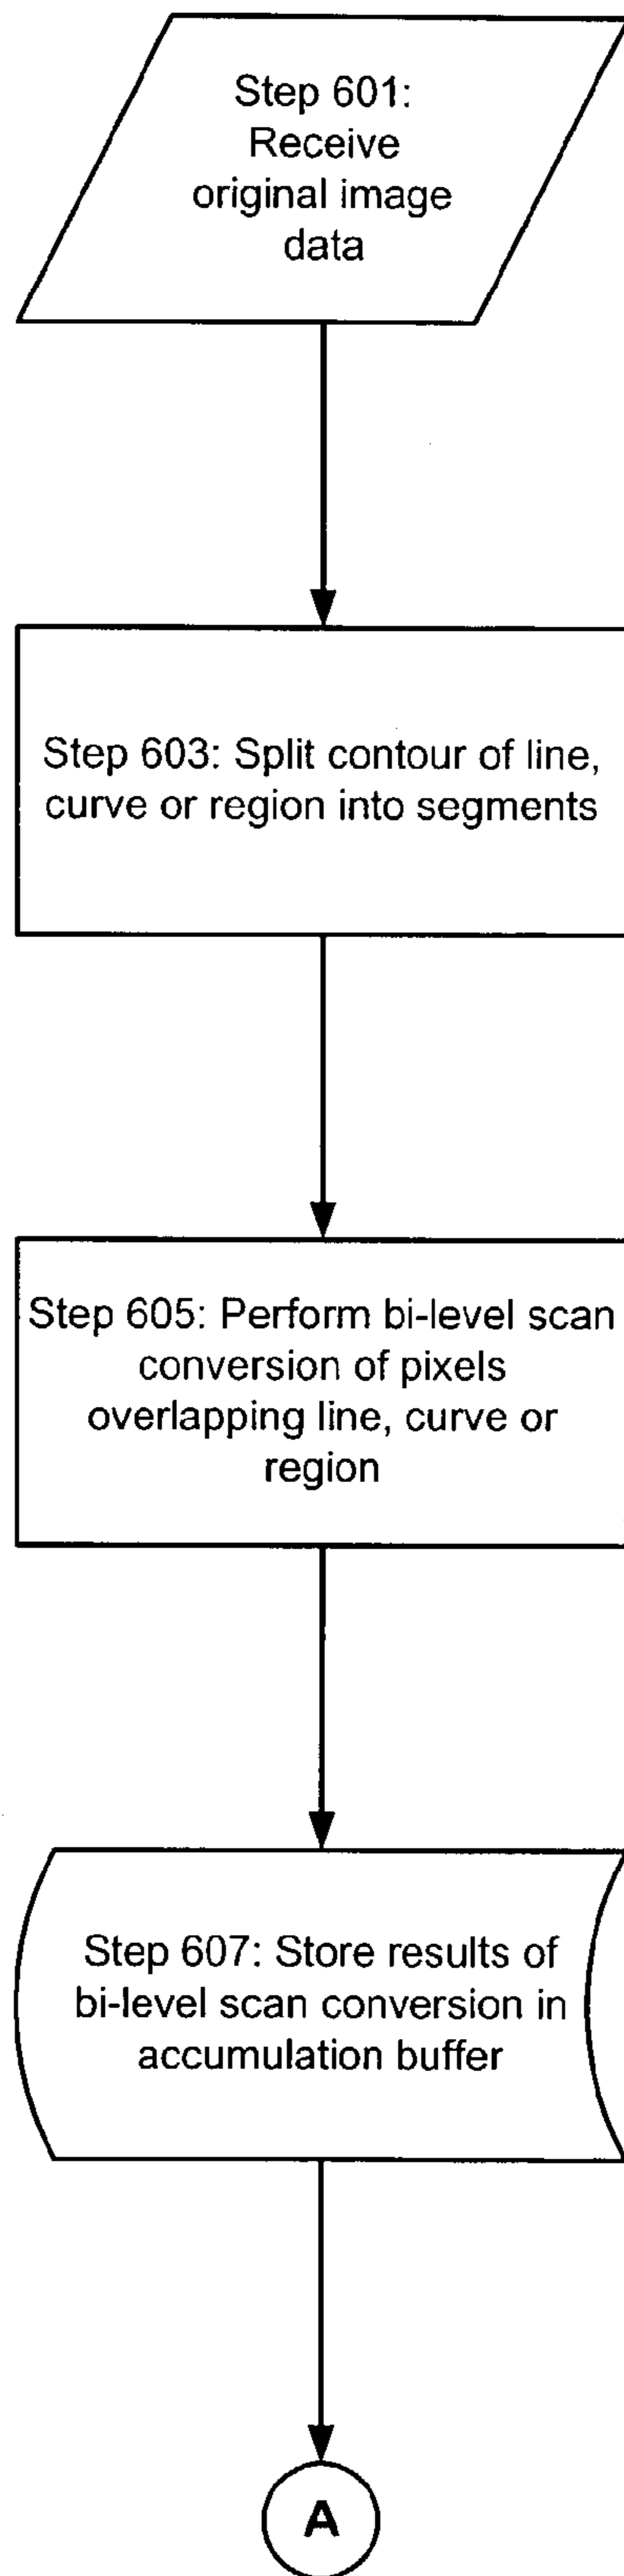 Step 601:
Receive
original image
data
Step 603: Split contour of line,
curve or region into segments
Step 605: Perform bi-level scan
conversion of pixels
overlapping line, curve or
region
Step 607: Store results of
bi-level scan conversion in
accumulation buffer
A